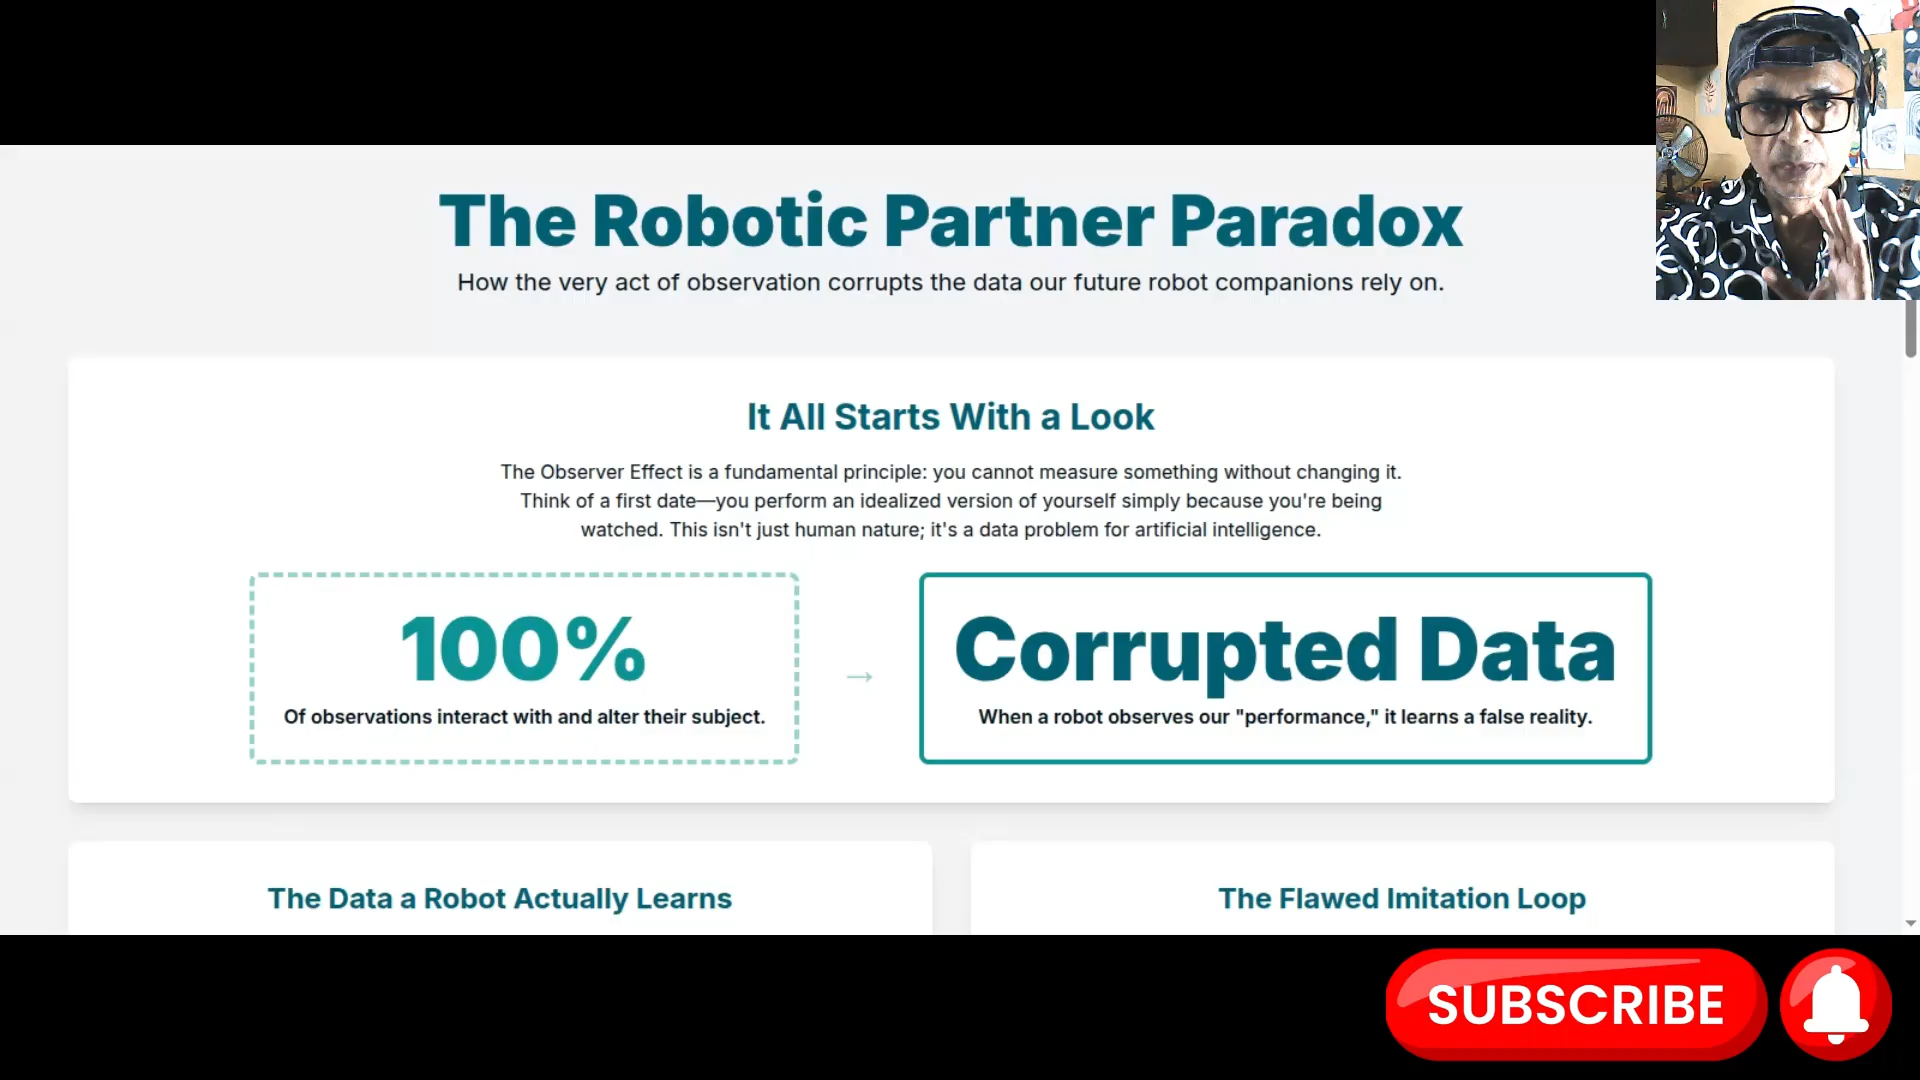 The Robotic Partner Paradox
How the very act of observation corrupts the data our future robot companions rely on.
It All Starts With a Look
The Observer Effect is a fundamental principle: you cannot measure something without changing it.
Think of a first date—you perform an idealized version of yourself simply because you're being
watched. This isn't just human nature; it's a data problem for artificial intelligence.
100%
Of observations interact with and alter their subject.
→
Corrupted Data
When a robot observes our "performance," it learns a false reality.
The Data a Robot Actually Learns
The Flawed Imitation Loop
SUBSCRIBE